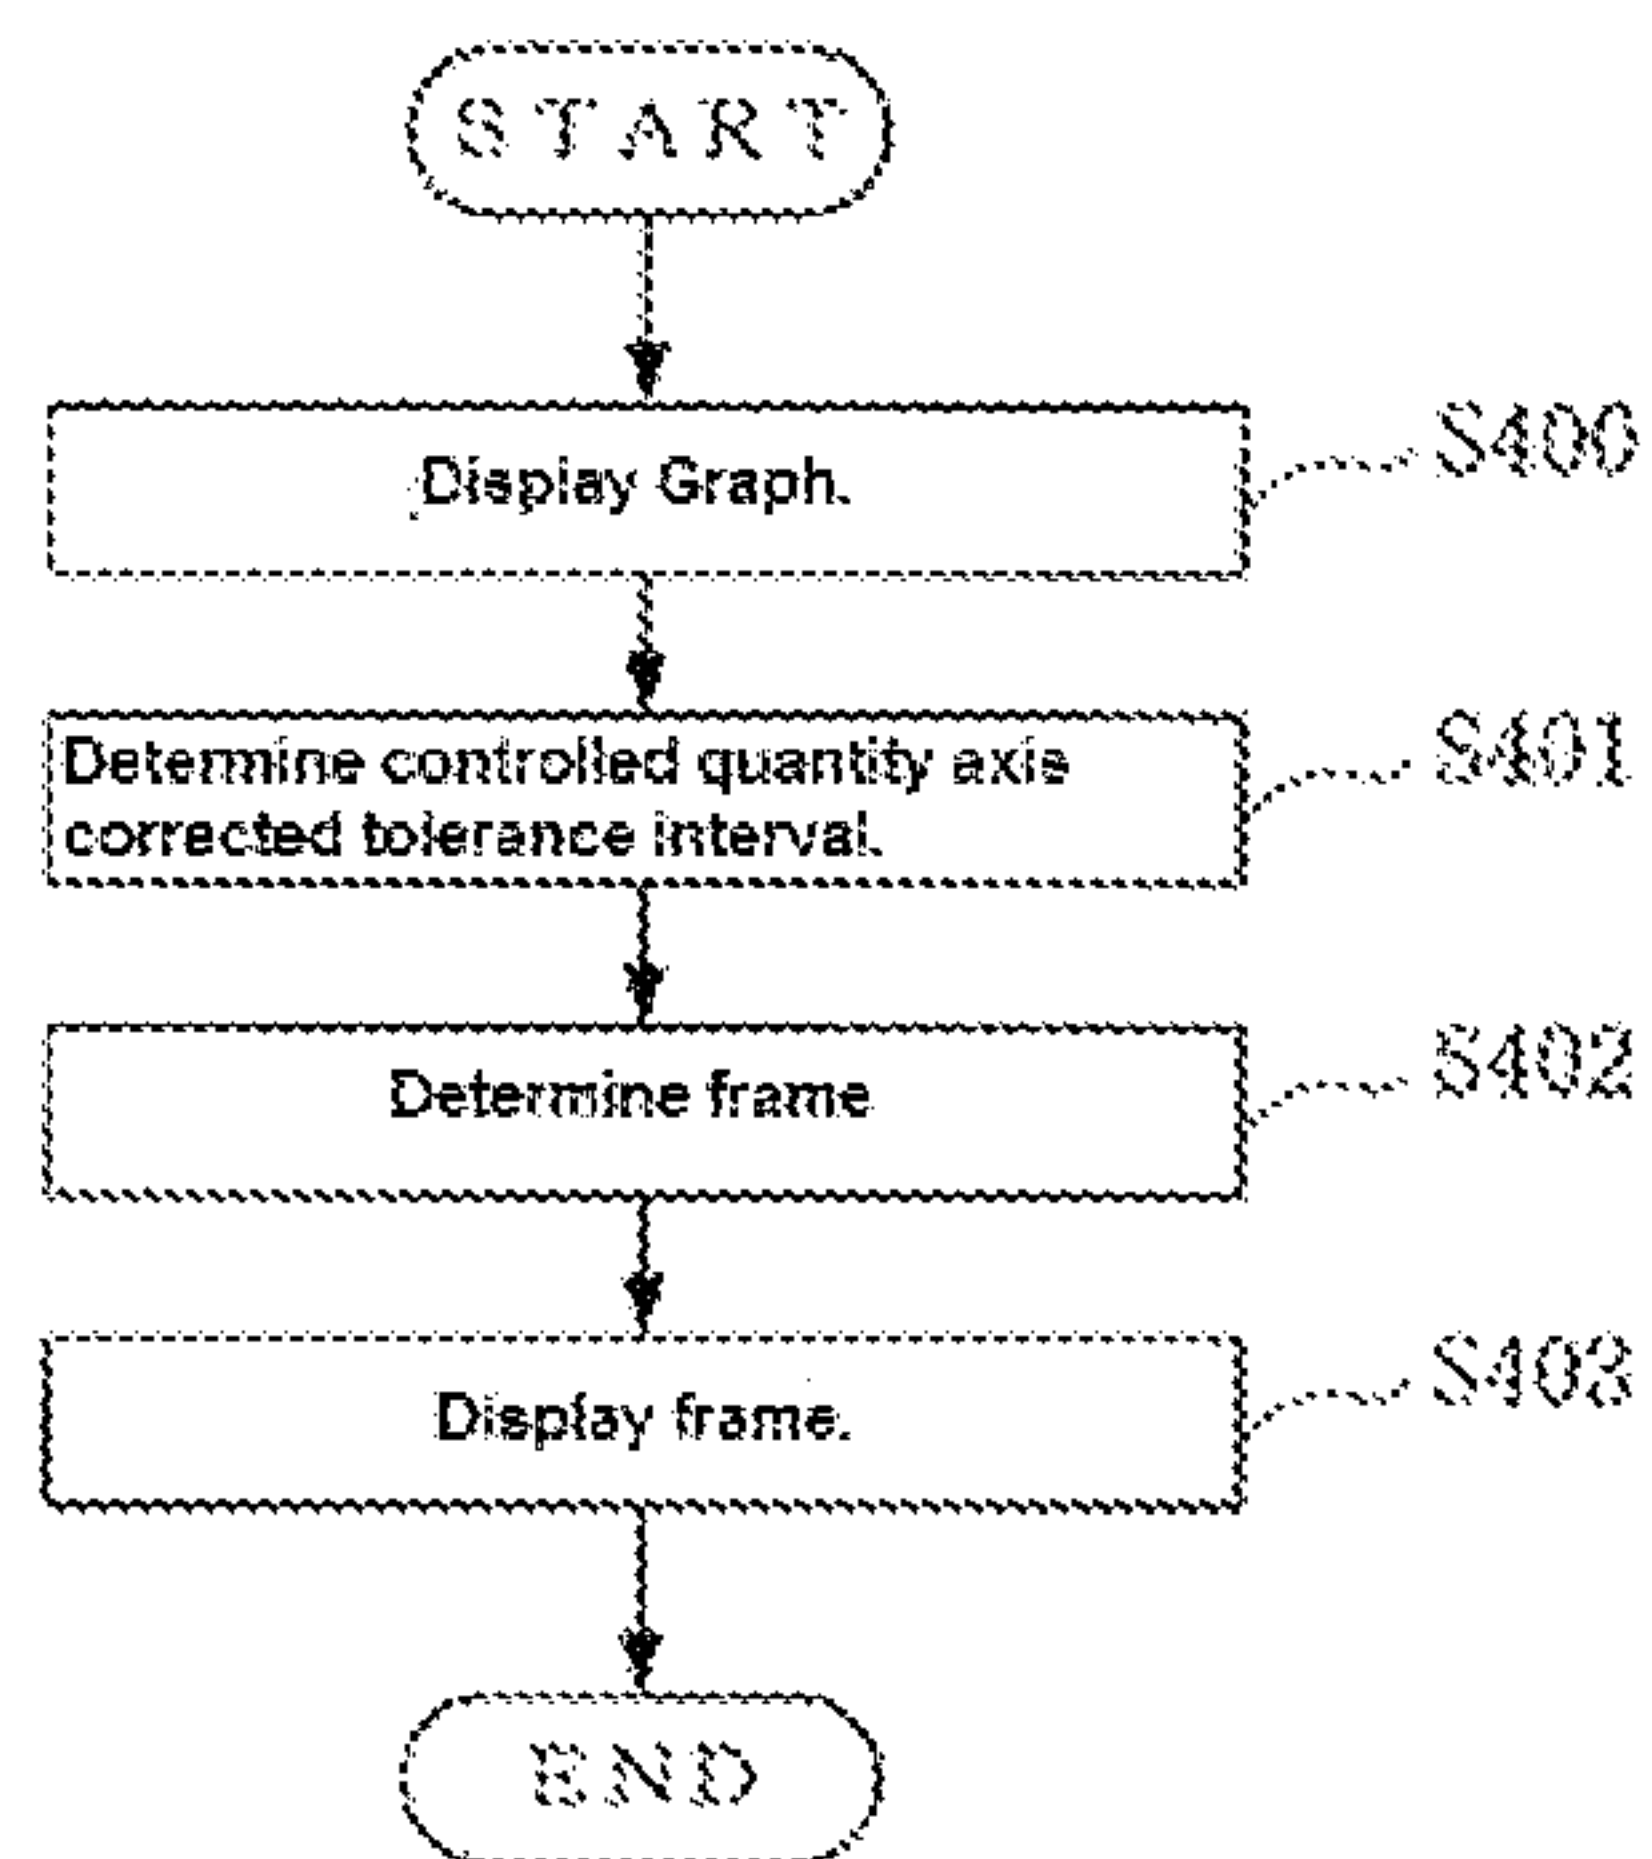 START
Display Graph.
S400
Determine controlled quantity axis
corrected tolerance interval.
S401
Determine frame
S402
Display frame.
S403
END